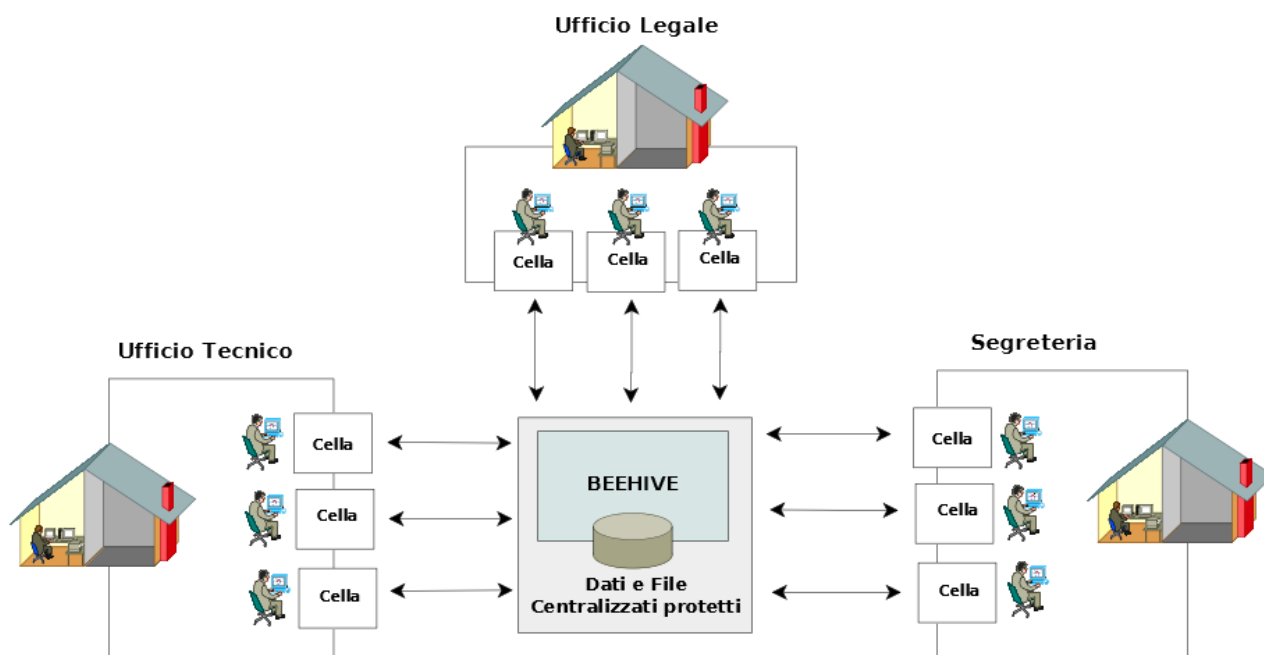 Ufficio Legale
Cella
Cella
Cella
Ufficio Tecnico
Cella
Cella
Cella
Segreteria
Cella
Cella
Cella
BEEHIVE
Dati e File
Centralizzati protetti